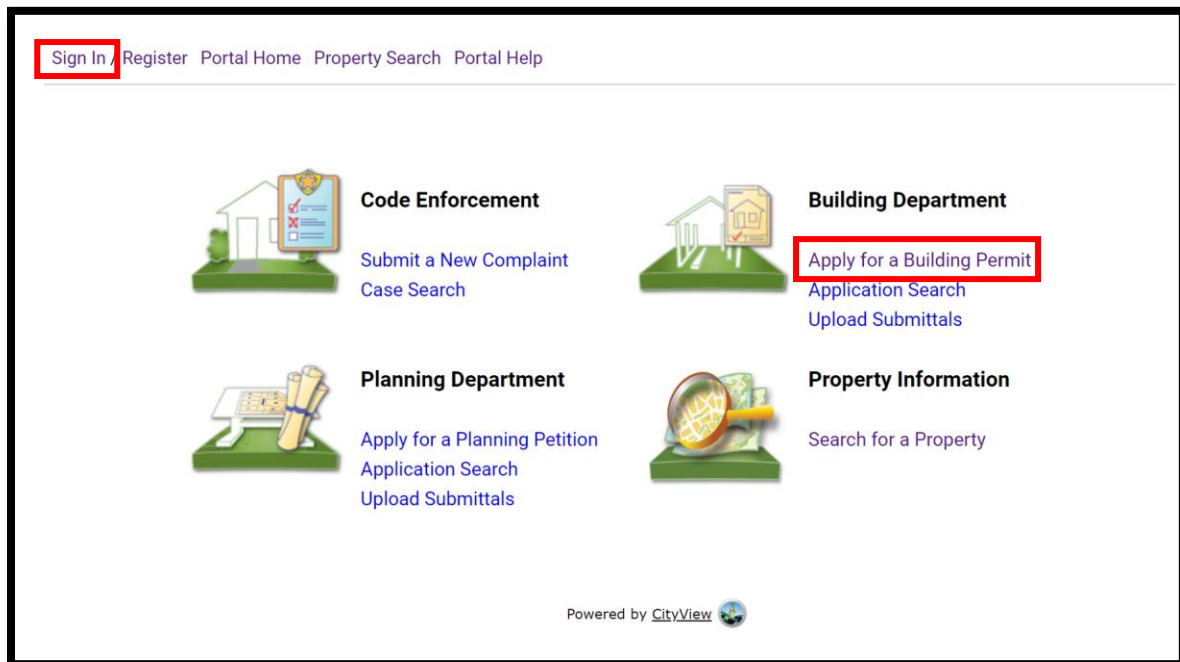 Sign In / Register Portal Home Property Search Portal Help
Code Enforcement
Submit a New Complaint
Case Search
Building Department
Apply for a Building Permit
Application Search
Upload Submittals
Planning Department
Apply for a Planning Petition
Application Search
Upload Submittals
Property Information
Search for a Property
Powered by CityView